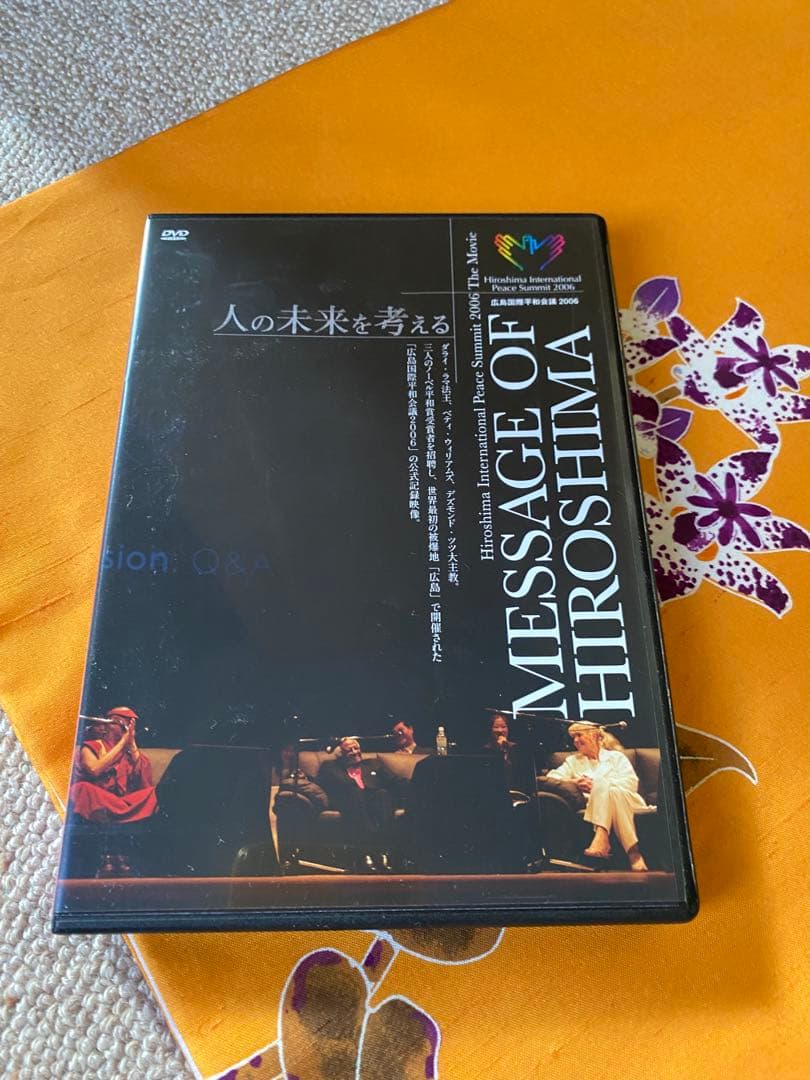 DVD
Hiroshima International
Peace Summit 2006
広島国際平和会議 2006
人の未来を考える
Hiroshima International Peace Summit 2006 The Movie
MESSAGE OF
HIROSHIMA
ダライ・ラマ法王、ベティ・ウィリアムズ、デズモンド・ツツ大主教。
三人のノーベル平和賞受賞者を招聘し、世界最初の被爆地「広島」で開催された
「広島国際平和会議2006」の公式記録映像。
sion: Q&A